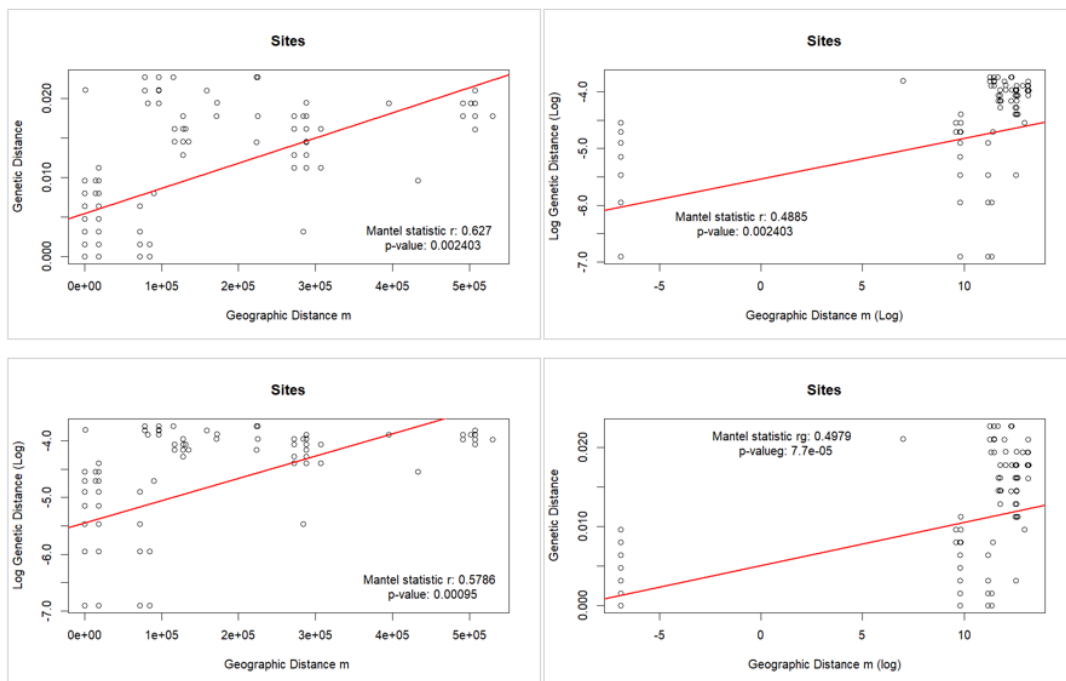 Sites
Genetic Distance
0.020
0.010
0.000
Mantel statistic r: 0.627
p-value: 0.002403
0e+00 1e+05 2e+05 3e+05 4e+05 5e+05
Geographic Distance m
Sites
Log Genetic Distance (Log)
-4.0
-5.0
-6.0
-7.0
Mantel statistic r: 0.4885
p-value: 0.002403
-5 0 5 10
Geographic Distance m (Log)
Sites
Log Genetic Distance (Log)
-4.0
-5.0
-6.0
-7.0
Mantel statistic r: 0.5786
p-value: 0.00095
0e+00 1e+05 2e+05 3e+05 4e+05 5e+05
Geographic Distance m
Sites
Genetic Distance
0.020
0.010
0.000
Mantel statistic rg: 0.4979
p-valueg: 7.7e-05
-5 0 5 10
Geographic Distance m (log)